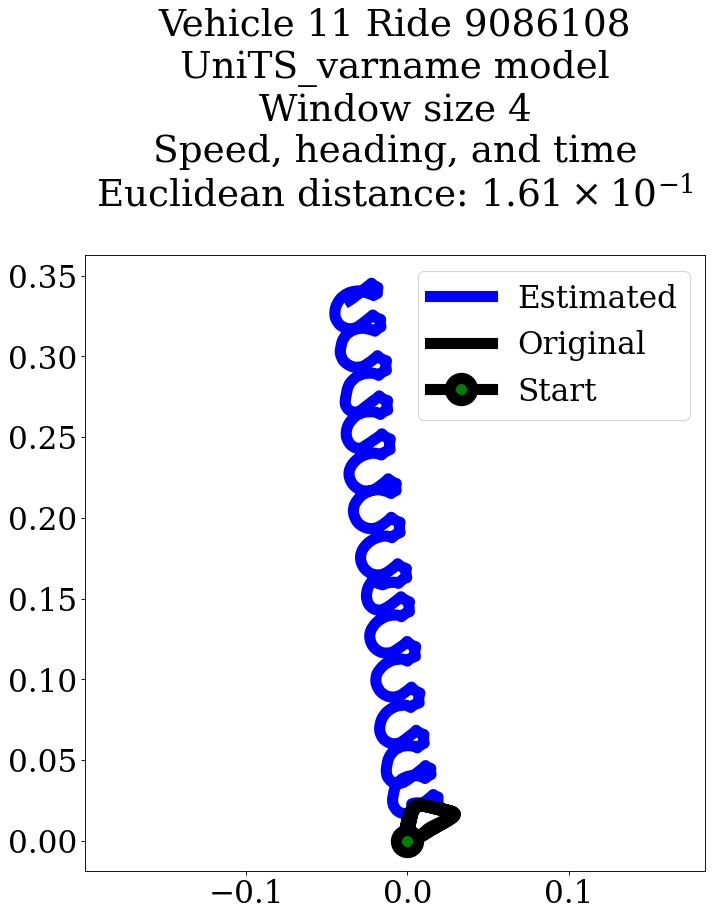 Vehicle 11 Ride 9086108
UniTS_varname model
Window size 4
Speed, heading, and time
Euclidean distance: 1.61 × 10⁻¹
0.35
0.30
0.25
0.20
0.15
0.10
0.05
0.00
Estimated
Original
Start
−0.1 0.0 0.1